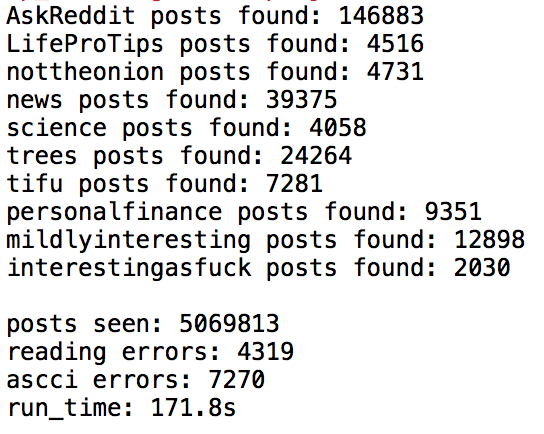 AskReddit posts found: 146883
LifeProTips posts found: 4516
nottheonion posts found: 4731
news posts found: 39375
science posts found: 4058
trees posts found: 24264
tifu posts found: 7281
personalfinance posts found: 9351
mildlyinteresting posts found: 12898
interestingasfuck posts found: 2030
posts seen: 5069813
reading errors: 4319
ascci errors: 7270
run_time: 171.8s